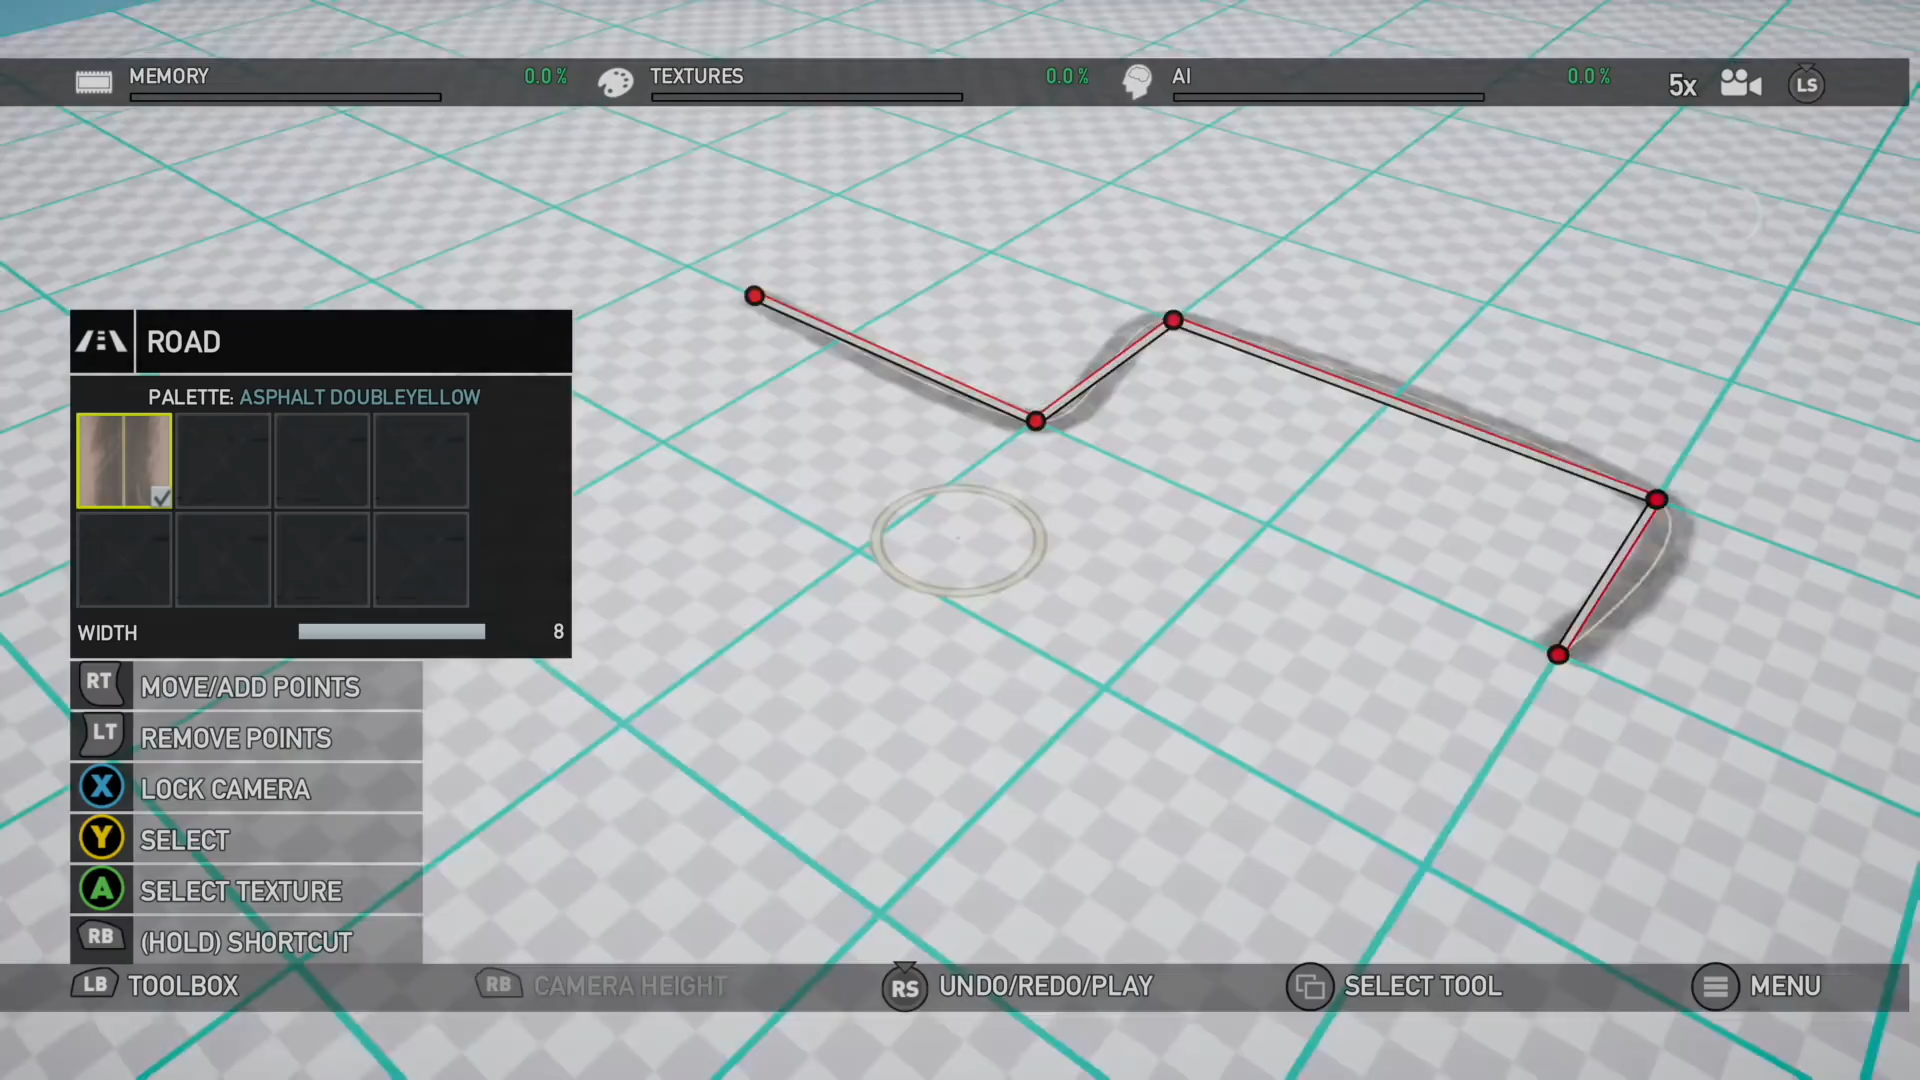 MEMORY 0.0 % TEXTURES 0.0 % AI 0.0 % 5x LS
ROAD
PALETTE: ASPHALT DOUBLEYELLOW
WIDTH 8
RT MOVE/ADD POINTS
LT REMOVE POINTS
X LOCK CAMERA
Y SELECT
A SELECT TEXTURE
RB (HOLD) SHORTCUT
LB TOOLBOX RB CAMERA HEIGHT RS UNDO/REDO/PLAY SELECT TOOL MENU